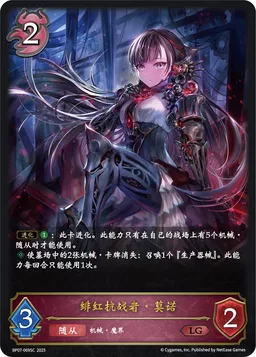 2
进化 1 ：此卡进化。此能力只有在自己的战场上有5个机械·
随从时才能使用。
使墓场中的2张机械·卡牌消失：召唤1个『生产器械』。此
能力每回合只能使用1次。
绯红抗战者·莫诺
3
随从
机械·魔界
LG
2
BP07-069SC 2025
© Cygames, Inc. Published by NetEase Games